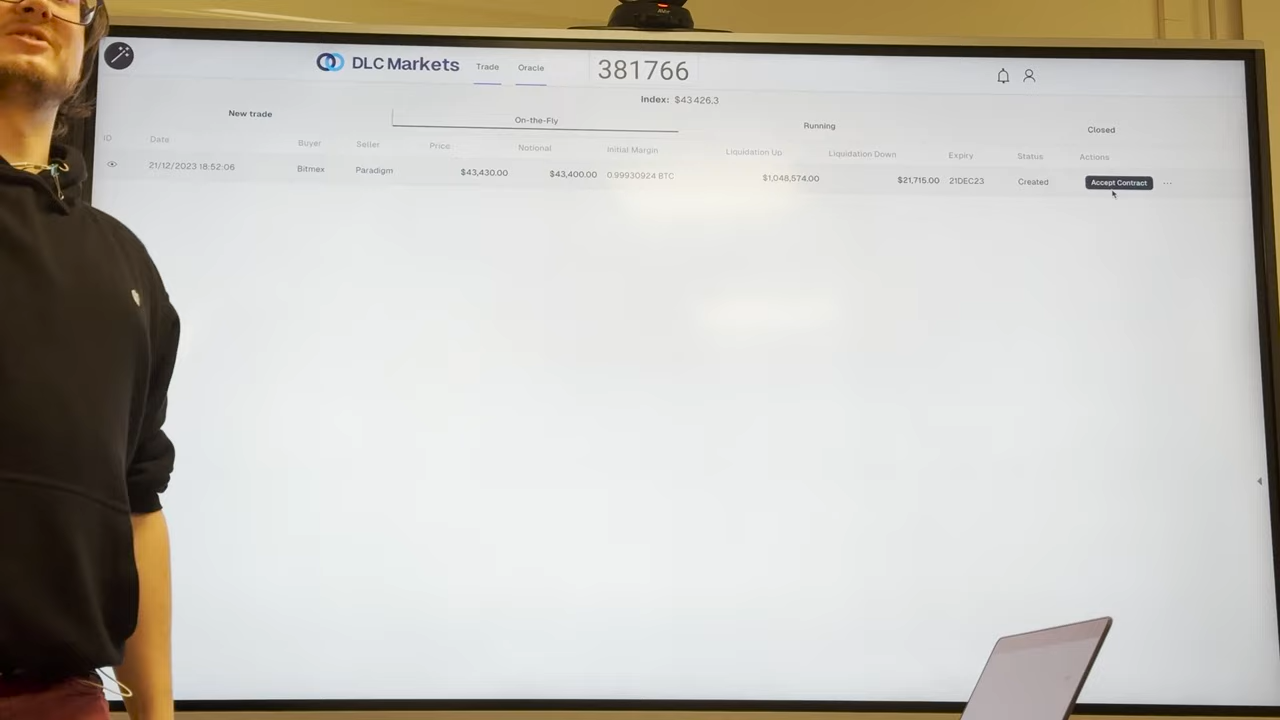 DLC Markets Trade Oracle 381766
Index: $43 426.3
New trade On-the-Fly Running Closed
ID Date Buyer Seller Price Notional Initial Margin Liquidation Up Liquidation Down Expiry Status Actions
21/12/2023 18:52:06 Bitmex Paradigm $43,430.00 $43,400.00 0.99930924 BTC $1,048,574.00 $21,715.00 21DEC23 Created Accept Contract ...